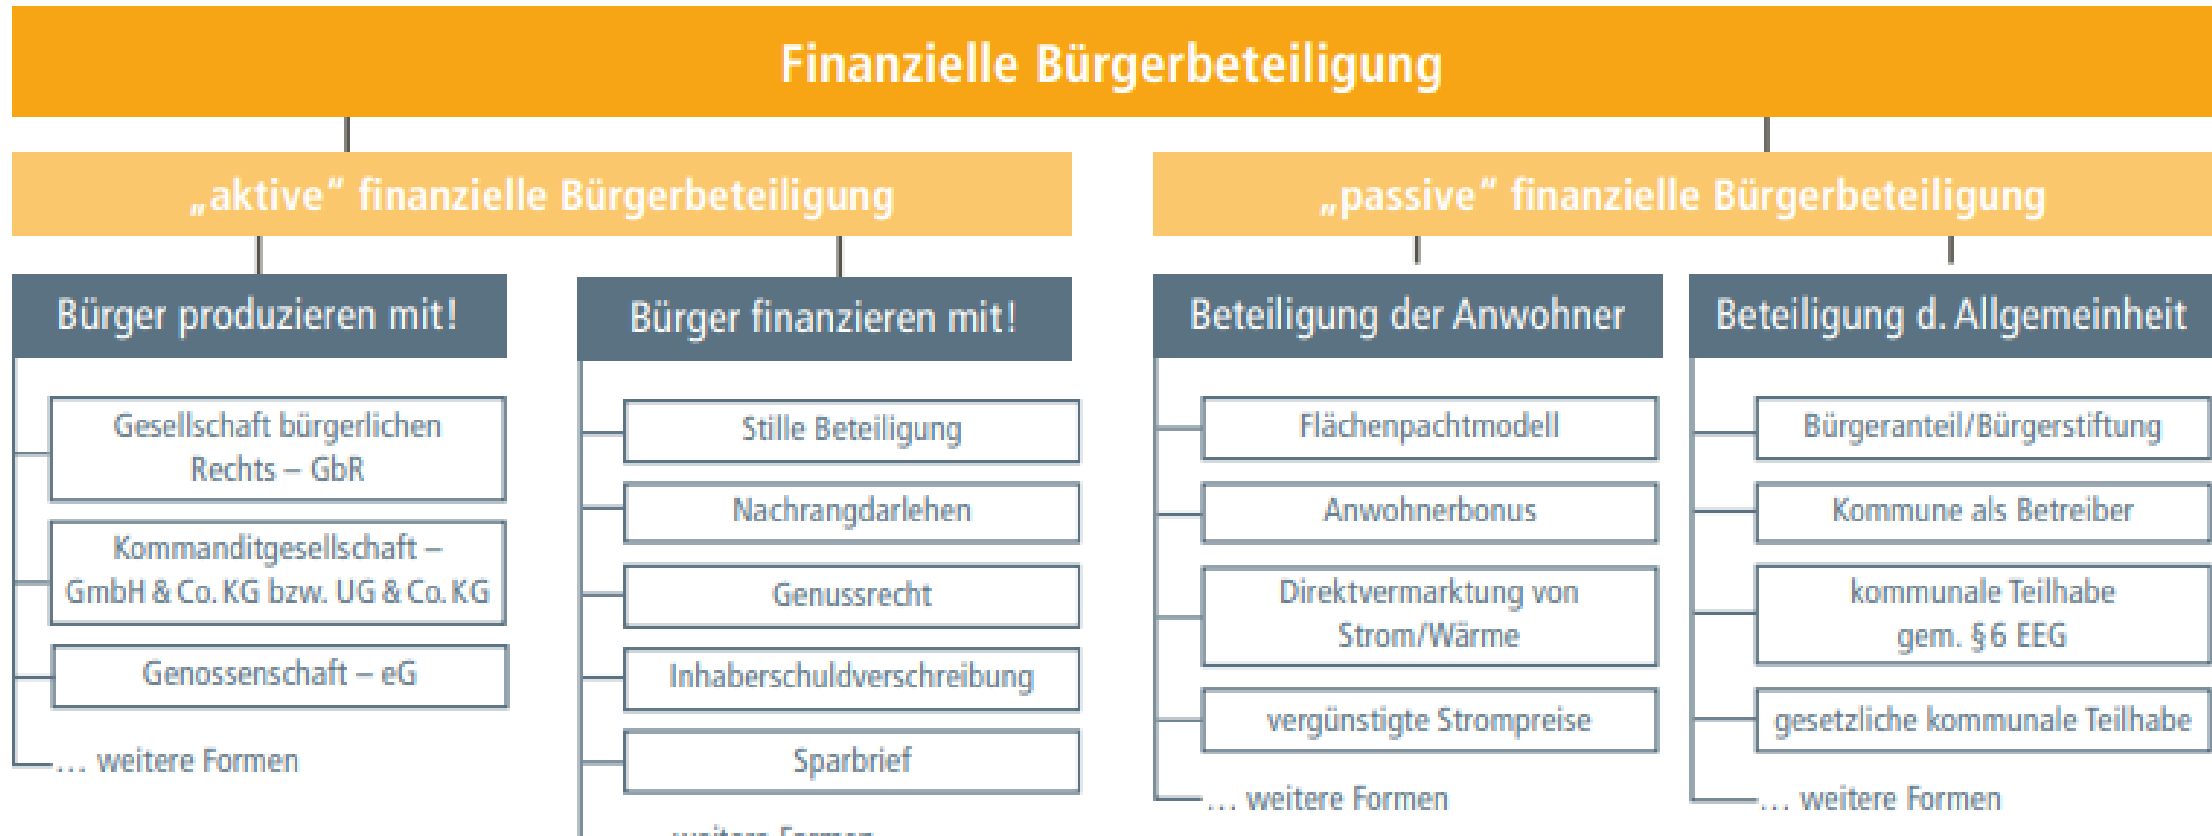 Finanzielle Bürgerbeteiligung
„aktive“ finanzielle Bürgerbeteiligung
Bürger produzieren mit!
Gesellschaft bürgerlichen
Rechts – GbR
Kommanditgesellschaft –
GmbH & Co. KG bzw. UG & Co. KG
Genossenschaft – eG
... weitere Formen
Bürger finanzieren mit!
Stille Beteiligung
Nachrangdarlehen
Genussrecht
Inhaberschuldverschreibung
Sparbrief
weitere Formen
„passive“ finanzielle Bürgerbeteiligung
Beteiligung der Anwohner
Flächenpachtmodell
Anwohnerbonus
Direktvermarktung von
Strom/Wärme
vergünstigte Strompreise
... weitere Formen
Beteiligung d. Allgemeinheit
Bürgeranteil/Bürgerstiftung
Kommune als Betreiber
kommunale Teilhabe
gem. § 6 EEG
gesetzliche kommunale Teilhabe
... weitere Formen